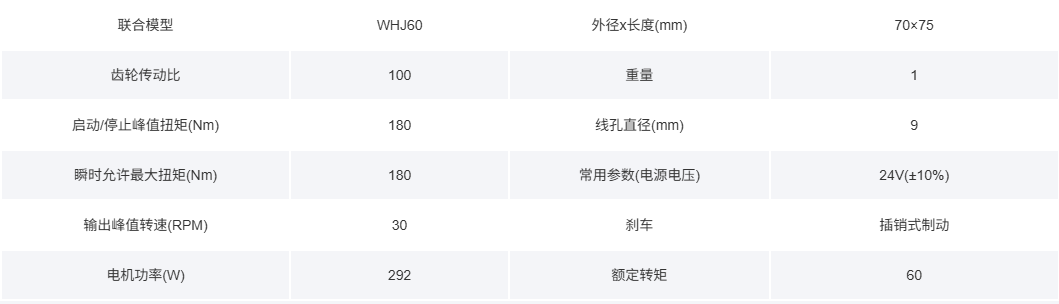 联合模型 WHJ60 外径x长度(mm) 70×75
齿轮传动比 100 重量 1
启动/停止峰值扭矩(Nm) 180 线孔直径(mm) 9
瞬时允许最大扭矩(Nm) 180 常用参数(电源电压) 24V(±10%)
输出峰值转速(RPM) 30 刹车 插销式制动
电机功率(W) 292 额定转矩 60